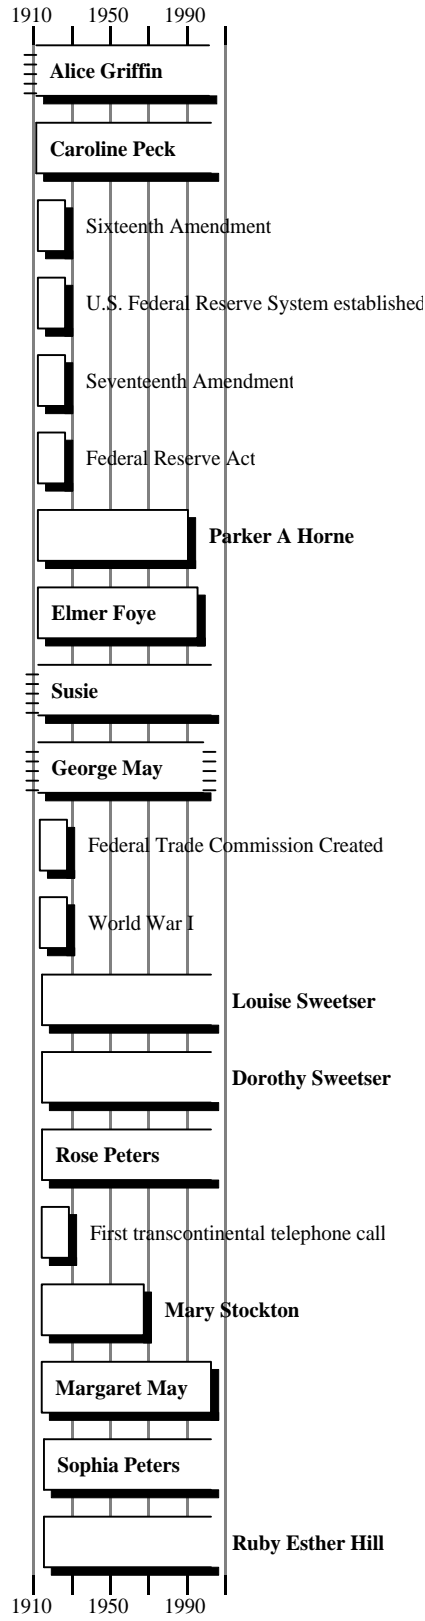 1910 1950 1990
Alice Griffin
Caroline Peck
Sixteenth Amendment
U.S. Federal Reserve System established
Seventeenth Amendment
Federal Reserve Act
Parker A Horne
Elmer Foye
Susie
George May
Federal Trade Commission Created
World War I
Louise Sweetser
Dorothy Sweetser
Rose Peters
First transcontinental telephone call
Mary Stockton
Margaret May
Sophia Peters
Ruby Esther Hill
1910 1950 1990